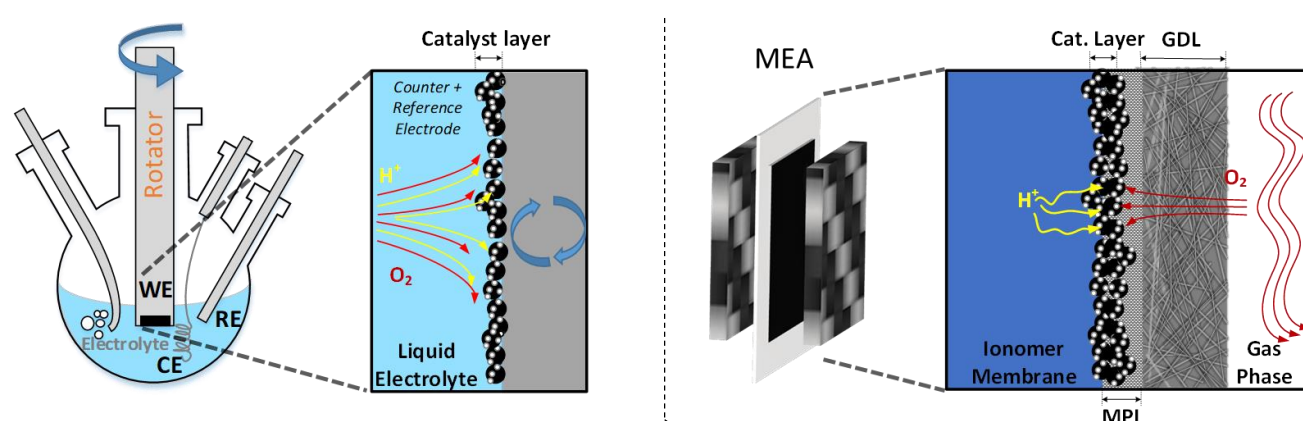 Rotator
WE
RE
Electrolyte
CE
Catalyst layer
Counter +
Reference
Electrode
H+
O2
Liquid
Electrolyte
MEA
Cat. Layer
GDL
H+
O2
Ionomer
Membrane
Gas
Phase
MPL